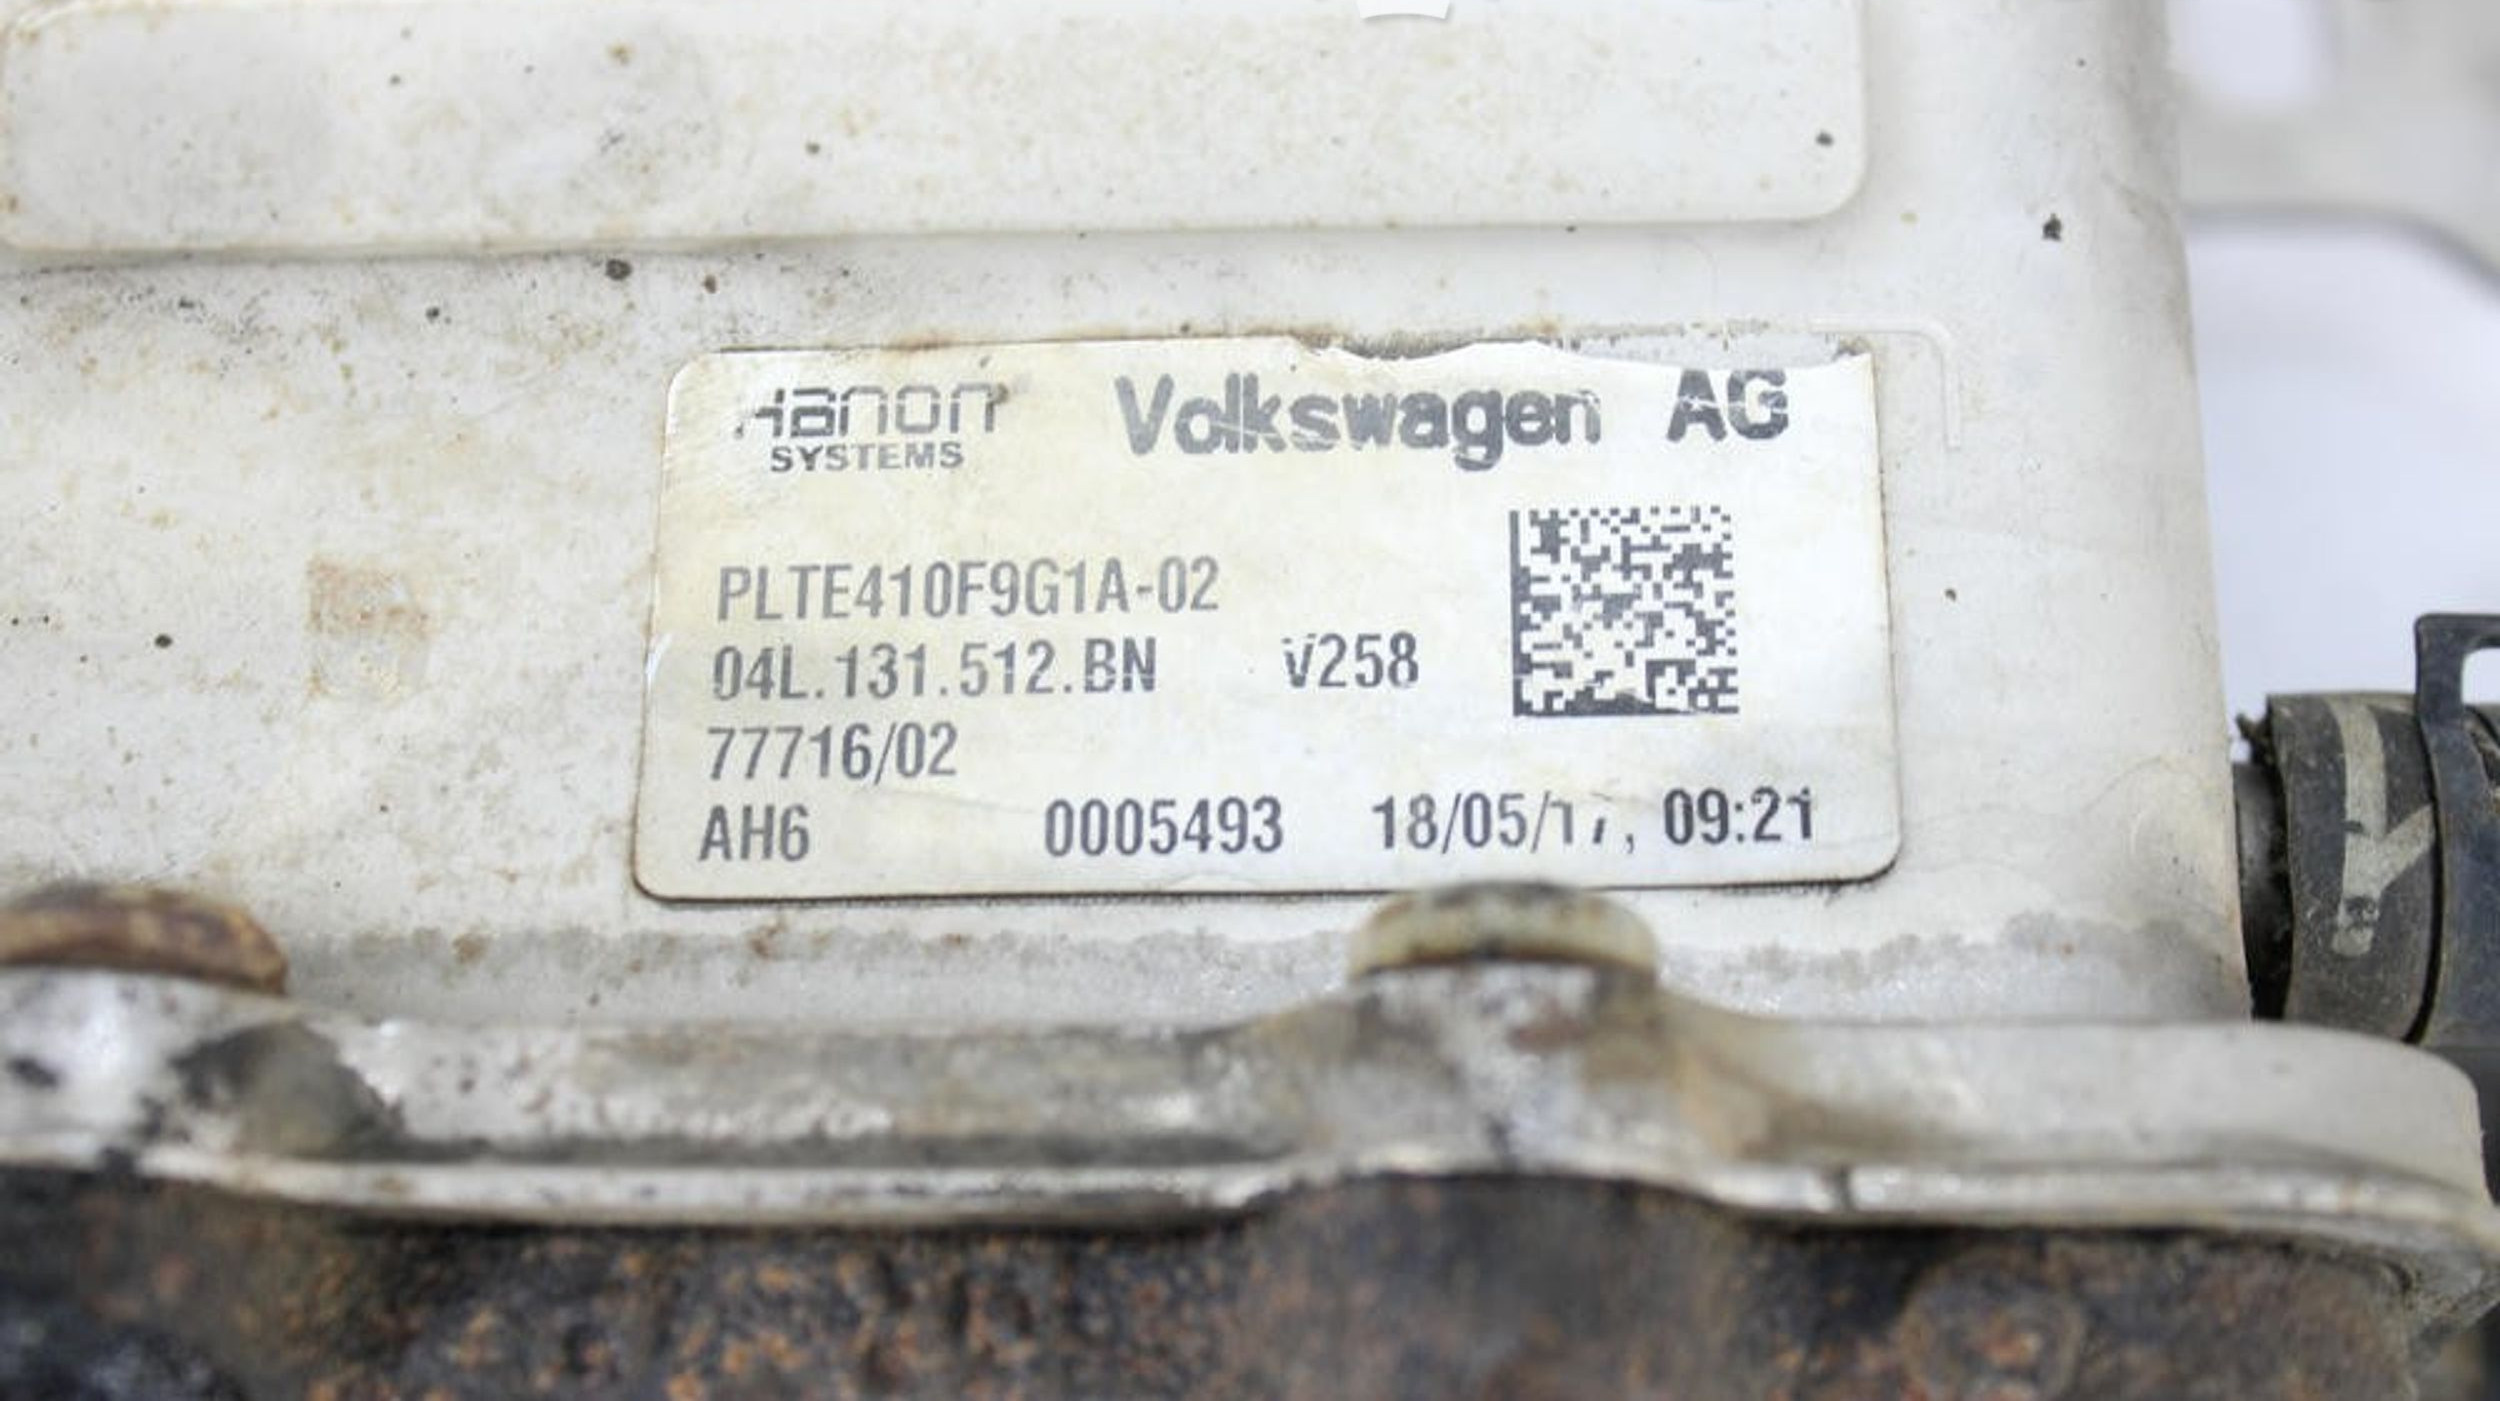 Hanon Volkswagen AG
SYSTEMS
PLTE410F9G1A-02
04L.131.512.BN V258
77716/02
AH6 0005493 18/05/17, 09:21